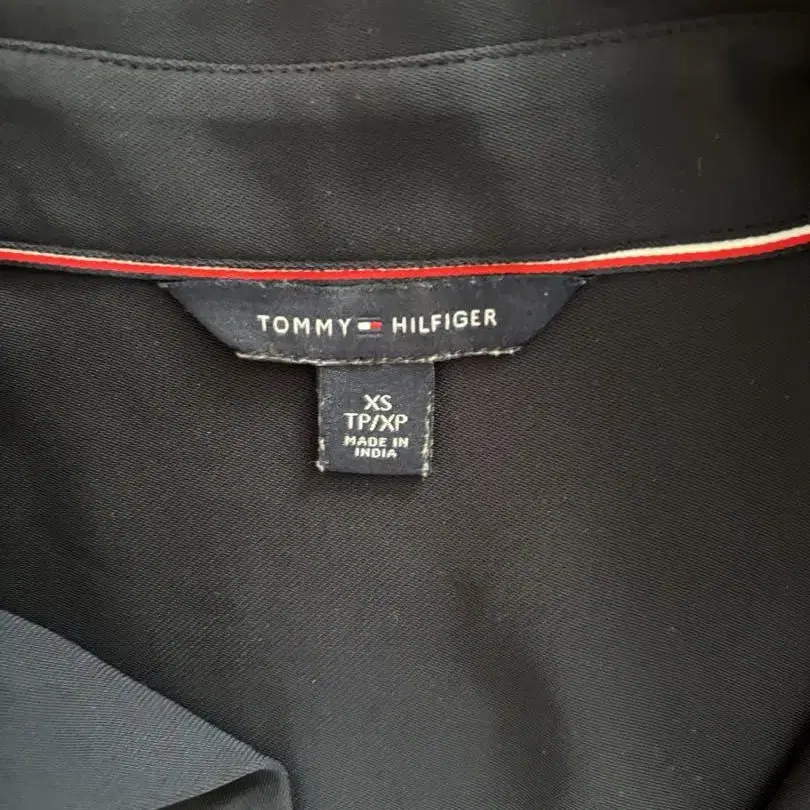 TOMMY HILFIGER
XS
TP/XP
MADE IN
INDIA